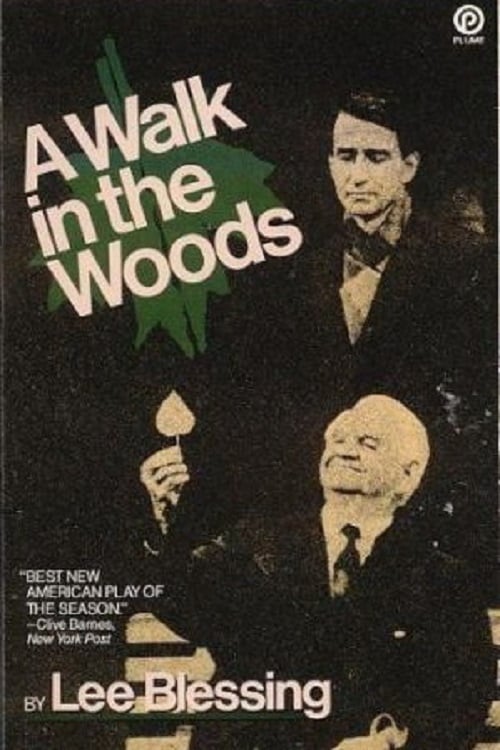 PLUME
A Walk
in the
Woods
"BEST NEW
AMERICAN PLAY OF
THE SEASON."
—Clive Barnes,
New York Post
BY Lee Blessing